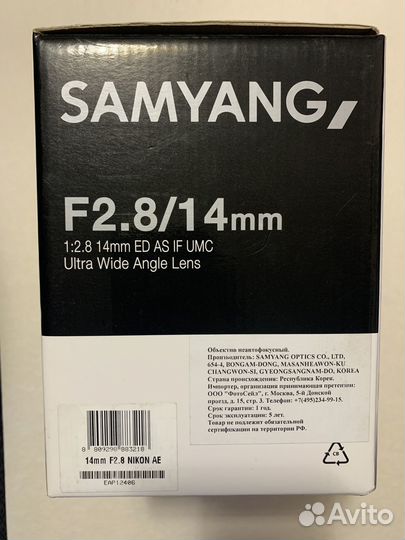 SAMYANG
F2.8/14mm
1:2.8 14mm ED AS IF UMC
Ultra Wide Angle Lens
Объектив неавтофокусный.
Производитель: SAMYANG OPTICS CO., LTD,
654-4, BONGAM-DONG, MASANHEAWON-KU
CHANGWON-SI, GYEONGSANGNAM-DO, KOREA
Страна происхождения: Республика Корея.
Импортер, организация принимающая претензии:
ООО "ФотоСейл" г. Москва, 5-й Донской
проезд, д. 15, стр. 3. Телефон: +7(495)234-99-15.
Срок гарантии: 1 год.
Срок эксплуатации: 5 лет.
Товар не подлежит обязательной
сертификации на территории РФ.
8 809298 883218
14mm F2.8 NIKON AE
EAP12406
CB
Avito